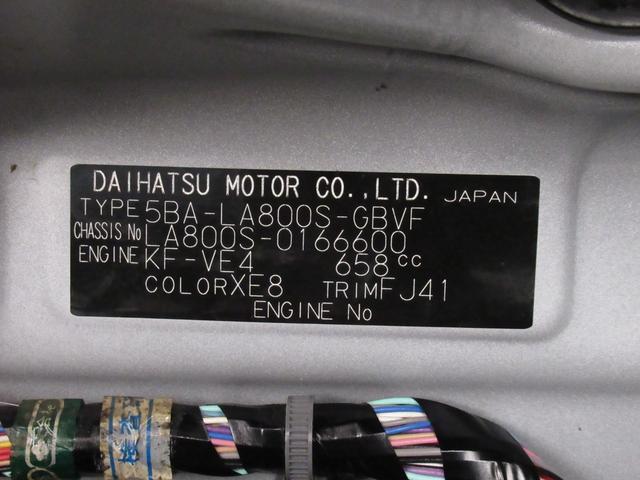 DAIHATSU MOTOR CO.,LTD. JAPAN
TYPE 5BA-LA800S-GBVF
CHASSIS No LA800S-0166600
ENGINE KF-VE4 658cc
COLOR XE8 TRIM FJ41
ENGINE No